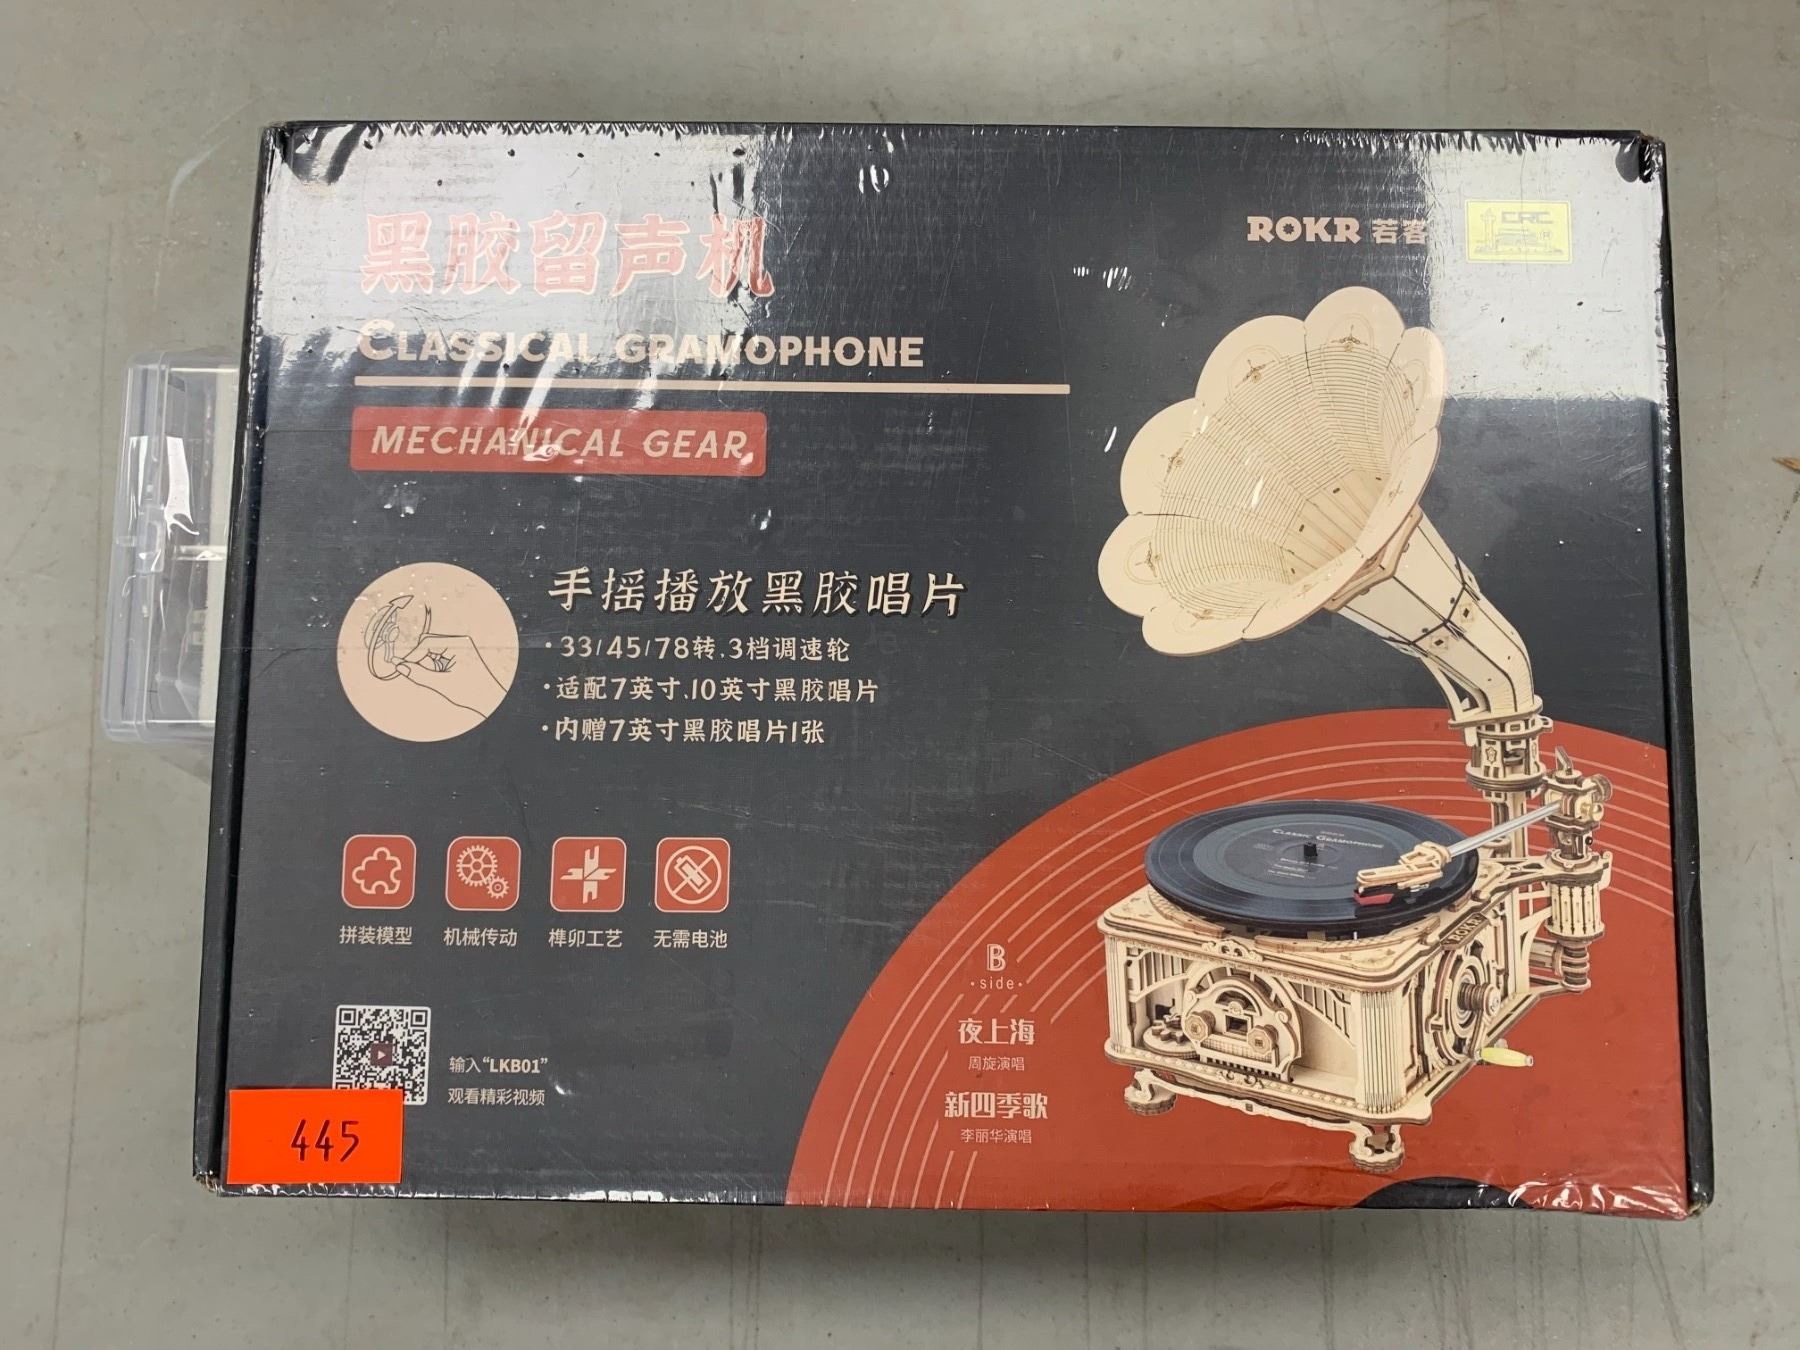 黑胶留声机
CLASSICAL GRAMOPHONE
MECHANICAL GEAR
ROKR 若客
CRC
手摇播放黑胶唱片
·33/45/78转.3档调速轮
·适配7英寸.10英寸黑胶唱片
·内赠7英寸黑胶唱片1张
拼装模型 机械传动 榫卯工艺 无需电池
输入“LKB01”
观看精彩视频
445
CLASSIC GRAMOPHONE
ROKR
B
·side·
夜上海
周旋演唱
新四季歌
李丽华演唱